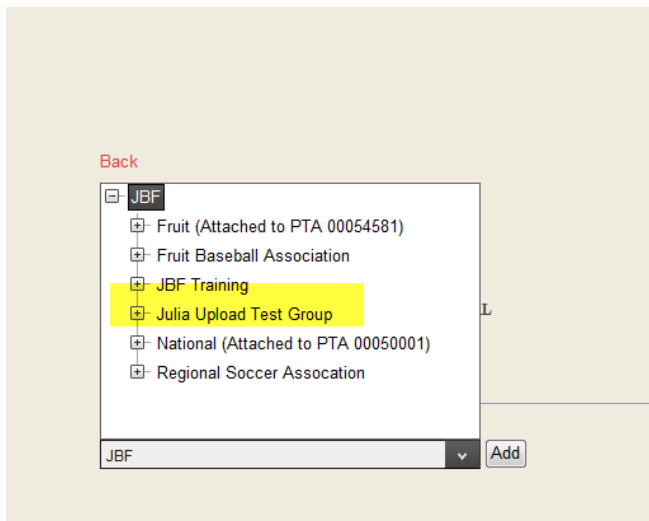 Back
JBF
Fruit (Attached to PTA 00054581)
Fruit Baseball Association
JBF Training
Julia Upload Test Group
L
National (Attached to PTA 00050001)
Regional Soccer Assocation
JBF
Add